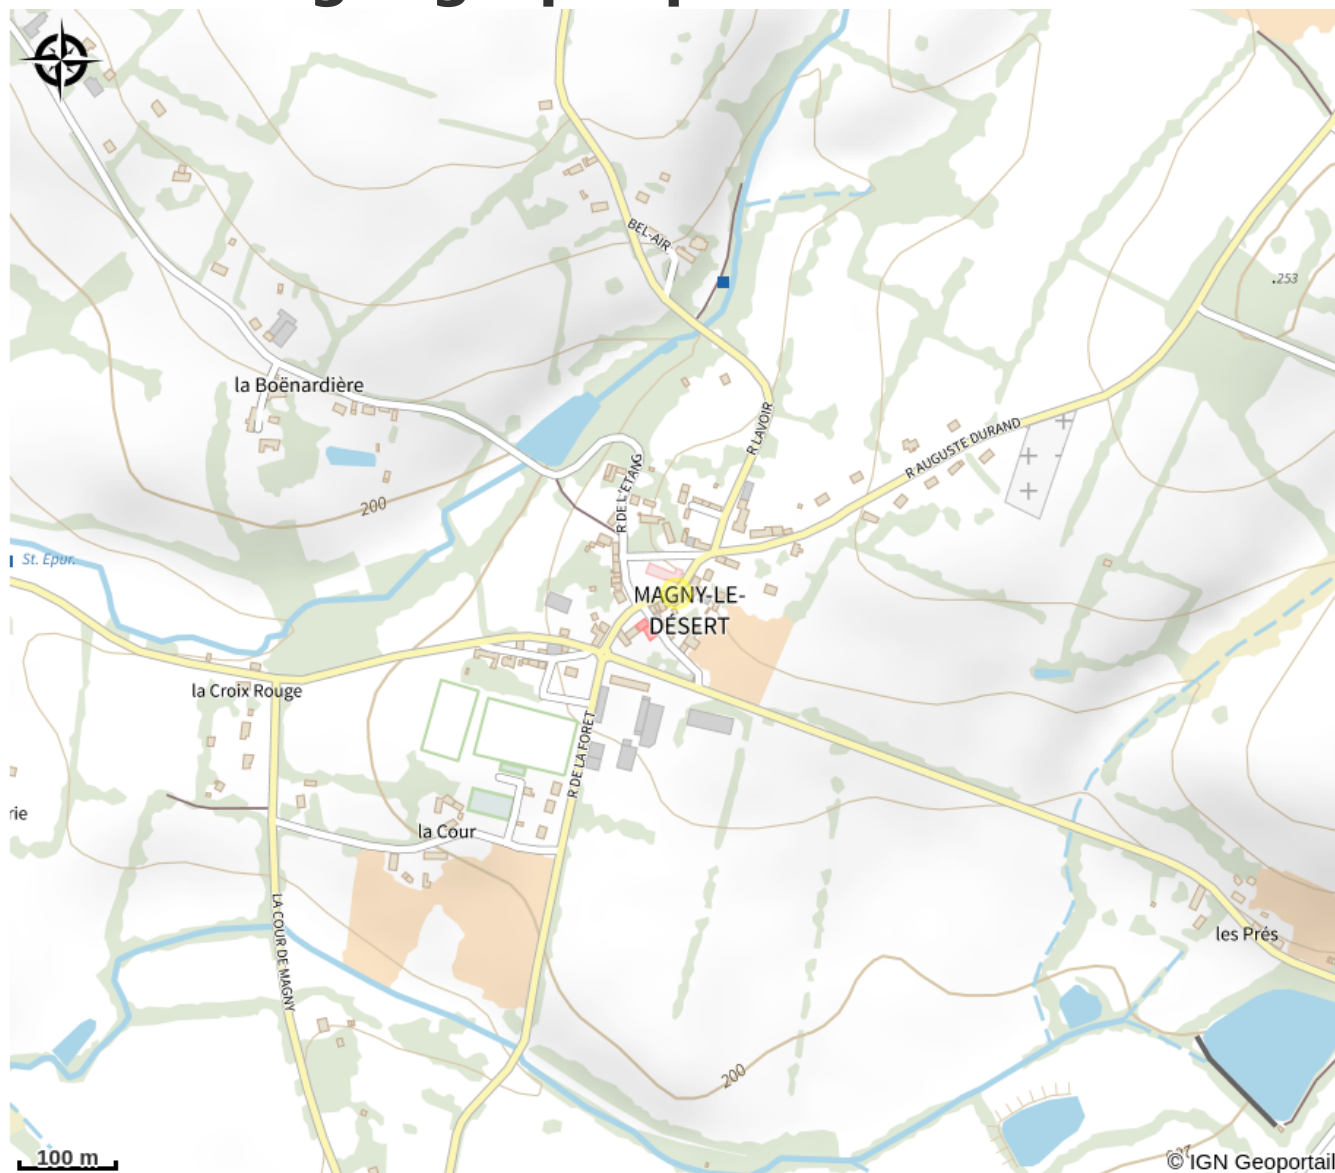 BEL-AIR
.253
la Boënardière
R LAVOIR
R AUGUSTE DURAND
R DE L'ETANG
200
St. Epur.
MAGNY-LE-
DÉSERT
la Croix Rouge
R DE LA FORET
rie
la Cour
LA COUR DE MAGNY
les Prés
200
100 m
© IGN Geoportail